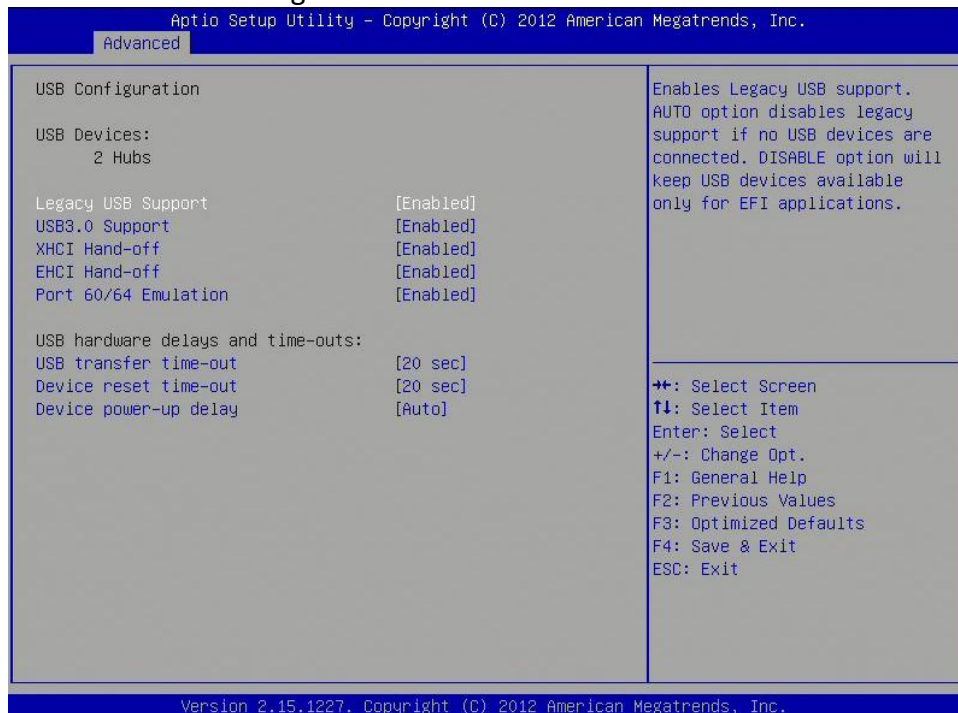 Aptio Setup Utility – Copyright (C) 2012 American Megatrends, Inc.
Advanced
USB Configuration
USB Devices:
2 Hubs
Legacy USB Support [Enabled]
USB3.0 Support [Enabled]
XHCI Hand-off [Enabled]
EHCI Hand-off [Enabled]
Port 60/64 Emulation [Enabled]
USB hardware delays and time-outs:
USB transfer time-out [20 sec]
Device reset time-out [20 sec]
Device power-up delay [Auto]
Enables Legacy USB support.
AUTO option disables legacy
support if no USB devices are
connected. DISABLE option will
keep USB devices available
only for EFI applications.
→←: Select Screen
↑↓: Select Item
Enter: Select
+/-: Change Opt.
F1: General Help
F2: Previous Values
F3: Optimized Defaults
F4: Save & Exit
ESC: Exit
Version 2.15.1227. Copyright (C) 2012 American Megatrends, Inc.